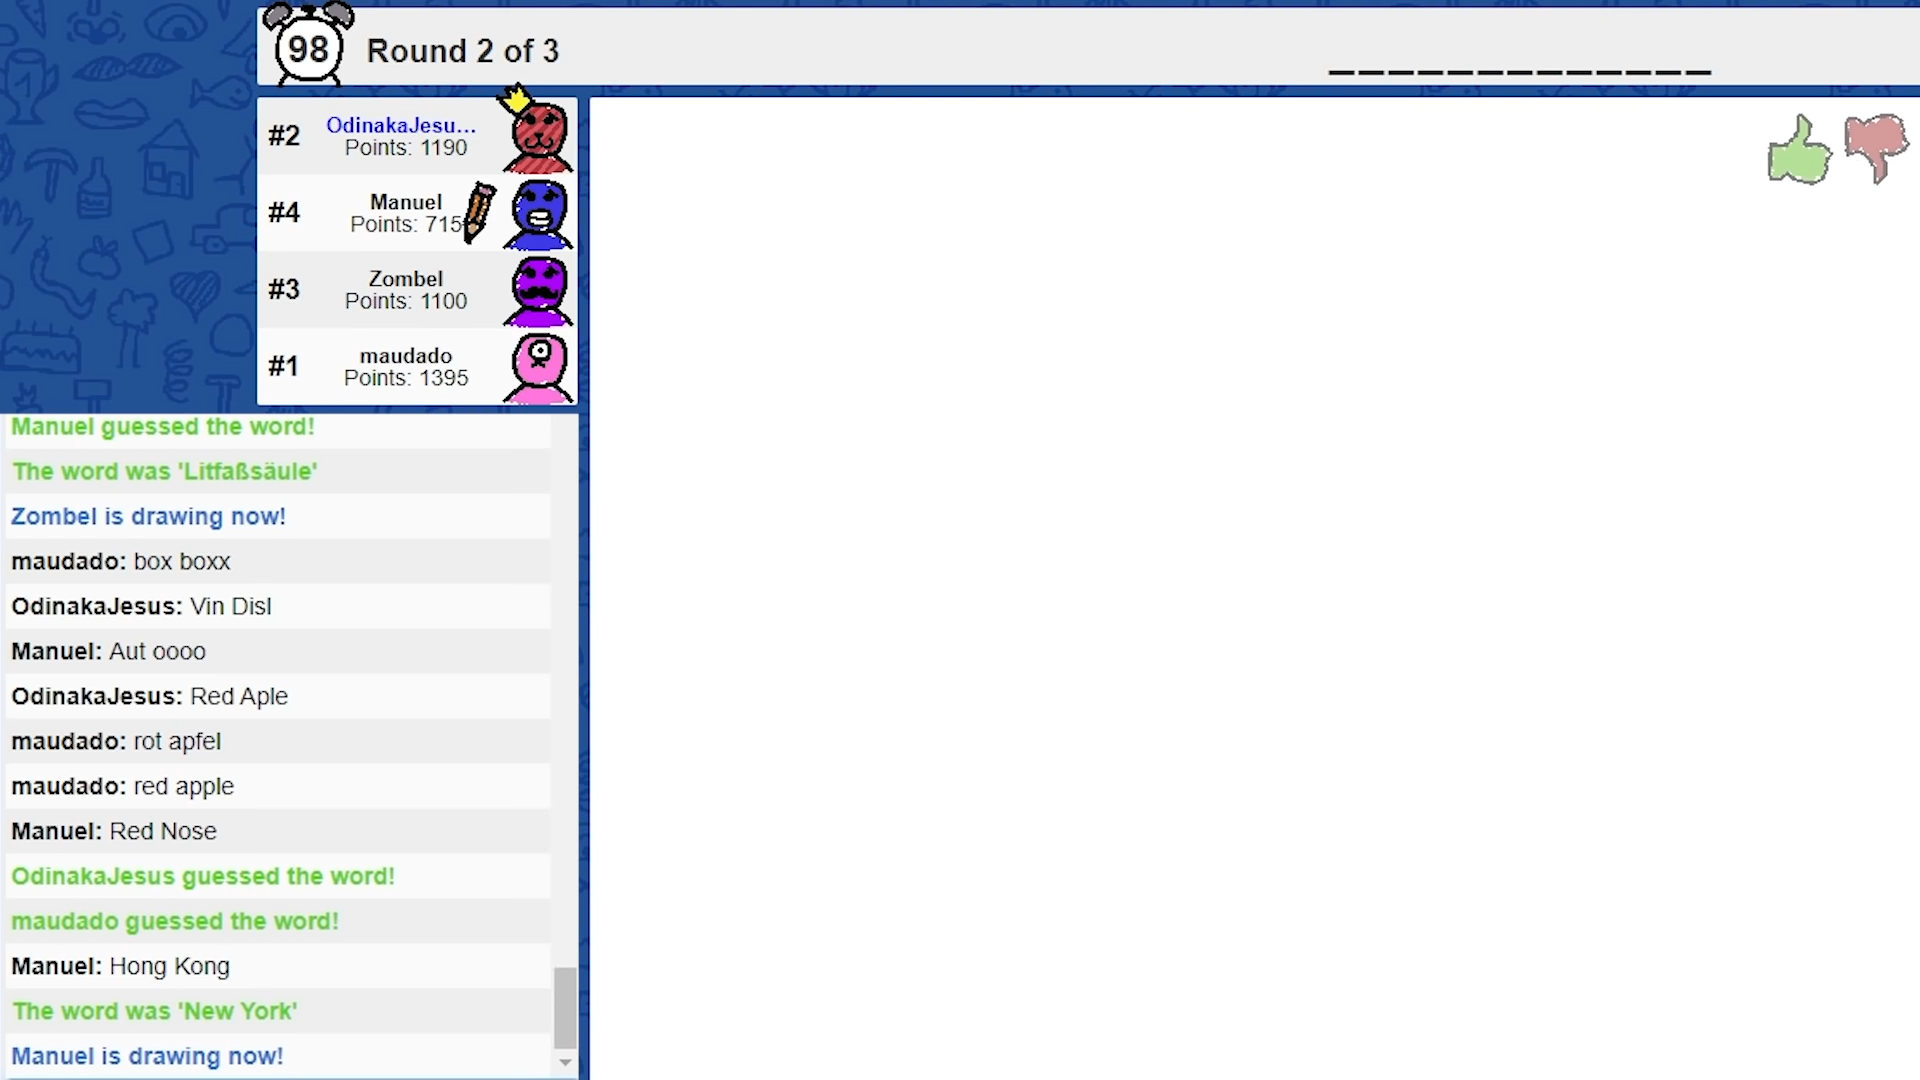 98
Round 2 of 3
_____________
#2
OdinakaJesu...
Points: 1190
#4
Manuel
Points: 715
#3
Zombel
Points: 1100
#1
maudado
Points: 1395
Manuel guessed the word!
The word was 'Litfaßsäule'
Zombel is drawing now!
maudado: box boxx
OdinakaJesus: Vin Disl
Manuel: Aut oooo
OdinakaJesus: Red Aple
maudado: rot apfel
maudado: red apple
Manuel: Red Nose
OdinakaJesus guessed the word!
maudado guessed the word!
Manuel: Hong Kong
The word was 'New York'
Manuel is drawing now!